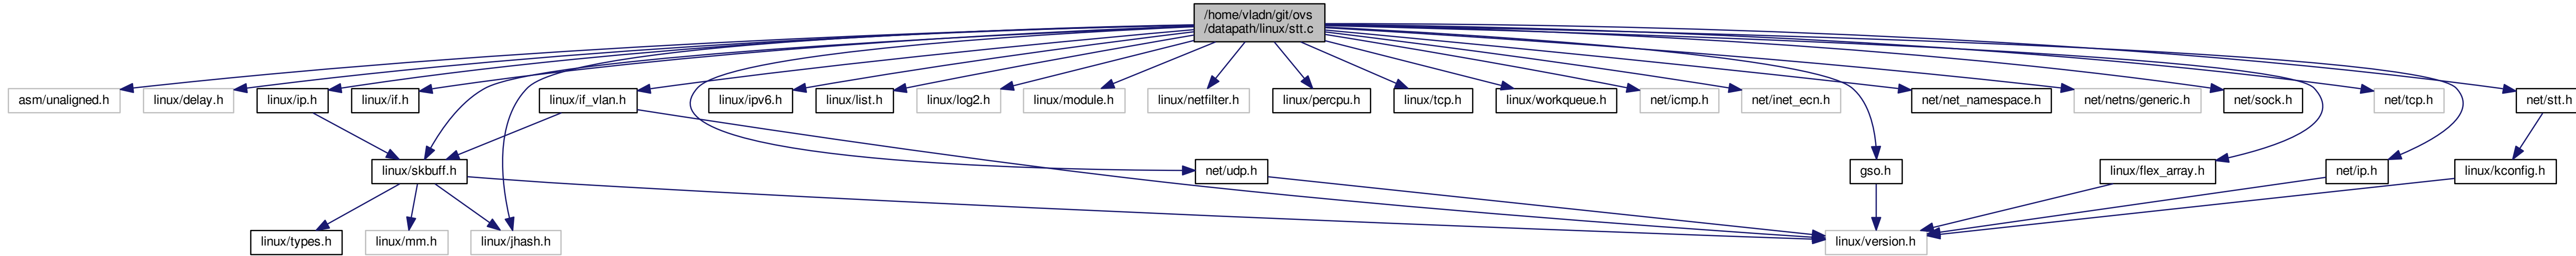 /home/vladn/git/ovs
/datapath/linux/stt.c
asm/unaligned.h
linux/delay.h
linux/ip.h
linux/if.h
linux/if_vlan.h
linux/ipv6.h
linux/list.h
linux/log2.h
linux/module.h
linux/netfilter.h
linux/percpu.h
linux/tcp.h
linux/workqueue.h
net/icmp.h
net/inet_ecn.h
net/net_namespace.h
net/netns/generic.h
net/sock.h
net/tcp.h
net/stt.h
linux/skbuff.h
net/udp.h
gso.h
linux/flex_array.h
net/ip.h
linux/kconfig.h
linux/types.h
linux/mm.h
linux/jhash.h
linux/version.h